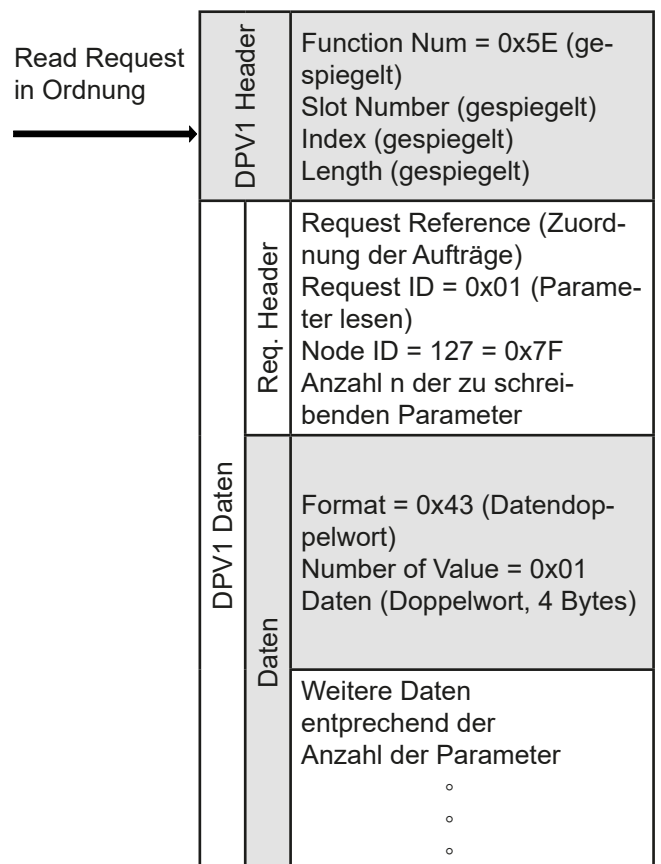 Read Request
in Ordnung
DPV1 Header
Function Num = 0x5E (ge-
spiegelt)
Slot Number (gespiegelt)
Index (gespiegelt)
Length (gespiegelt)
DPV1 Daten
Req. Header
Request Reference (Zuord-
nung der Aufträge)
Request ID = 0x01 (Parame-
ter lesen)
Node ID = 127 = 0x7F
Anzahl n der zu schrei-
benden Parameter
Daten
Format = 0x43 (Datendop-
pelwort)
Number of Value = 0x01
Daten (Doppelwort, 4 Bytes)
Weitere Daten
entprechend der
Anzahl der Parameter
°
°
°